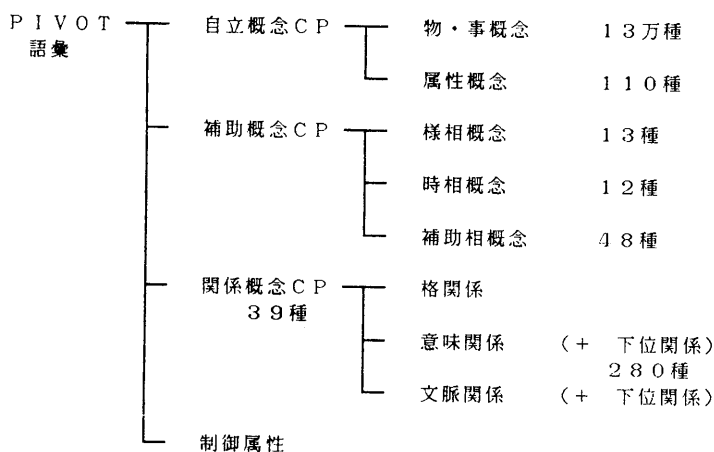 ＰＩＶＯＴ 自立概念ＣＰ 物・事概念 １３万種
語彙
属性概念 １１０種
補助概念ＣＰ 様相概念 １３種
時相概念 １２種
補助相概念 ４８種
関係概念ＣＰ 格関係
３９種
意味関係 （＋ 下位関係）
２８０種
文脈関係 （＋ 下位関係）
制御属性